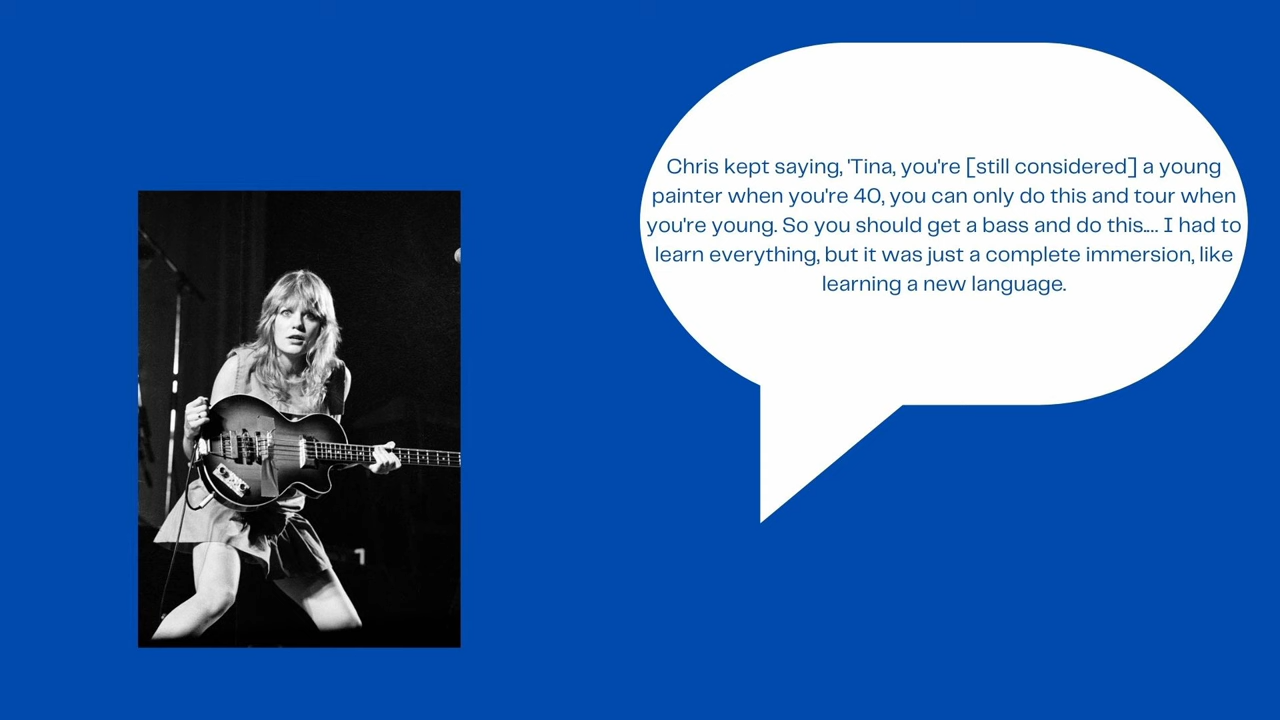 Chris kept saying, 'Tina, you're [still considered] a young
painter when you're 40, you can only do this and tour when
you're young. So you should get a bass and do this.... I had to
learn everything, but it was just a complete immersion, like
learning a new language.